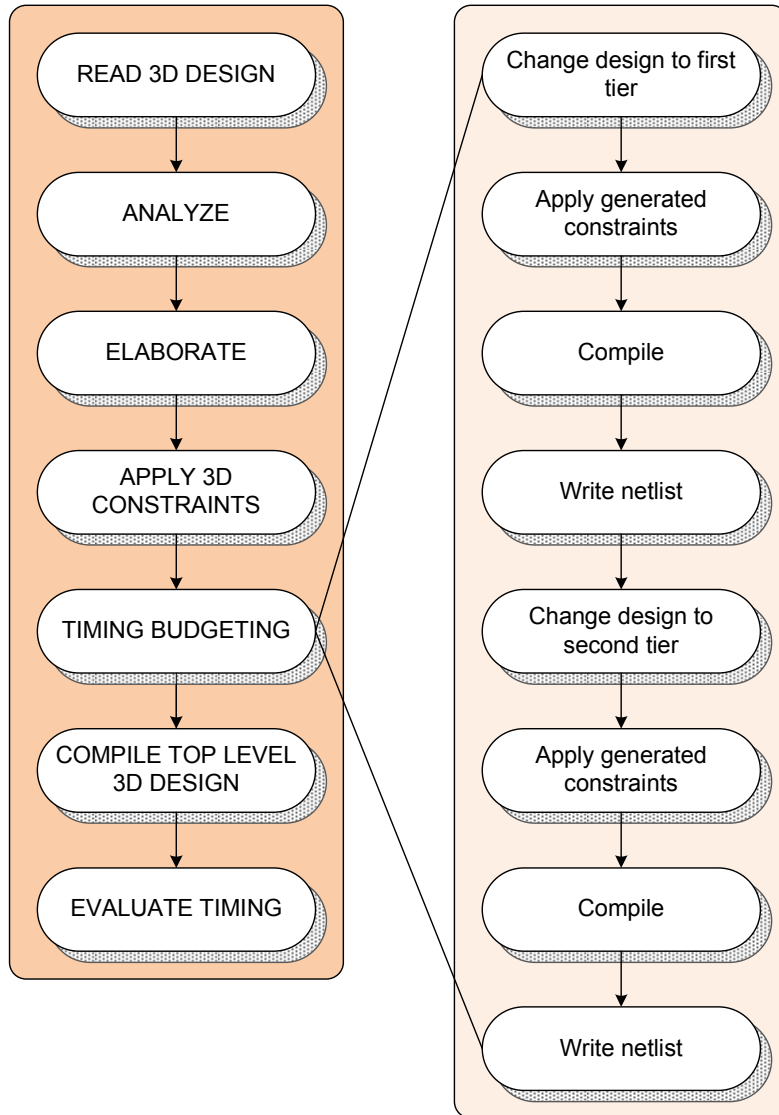 READ 3D DESIGN
ANALYZE
ELABORATE
APPLY 3D
CONSTRAINTS
TIMING BUDGETING
COMPILE TOP LEVEL
3D DESIGN
EVALUATE TIMING
Change design to first
tier
Apply generated
constraints
Compile
Write netlist
Change design to
second tier
Apply generated
constraints
Compile
Write netlist